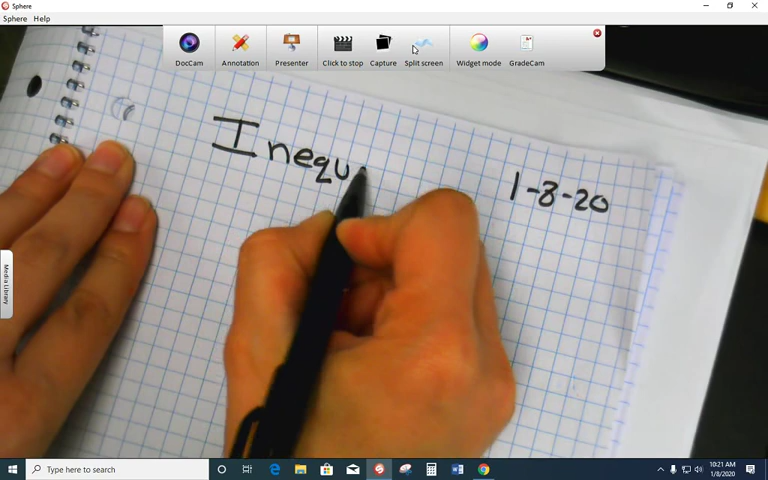 Sphere
Sphere Help
DocCam Annotation Presenter Click to stop Capture Split screen Widget mode GradeCam
Inequ
1-8-20
Media Library
Type here to search
10:21 AM
1/8/2020